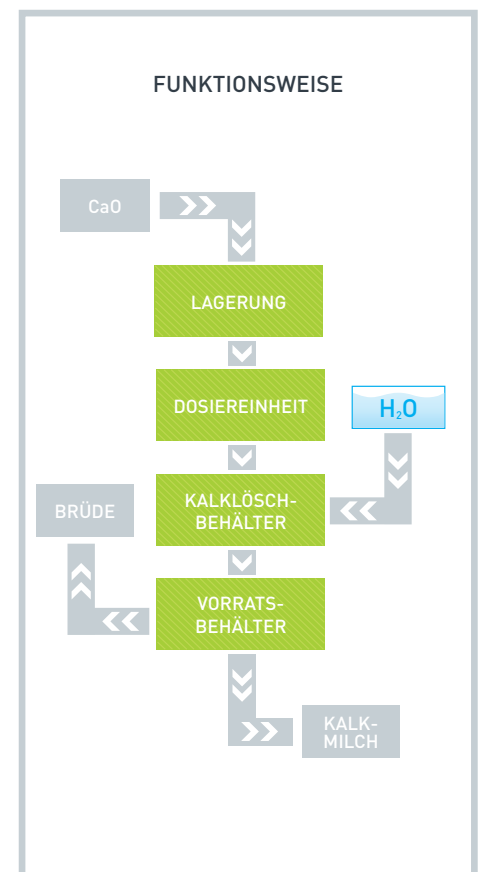 FUNKTIONSWEISE
CaO
LAGERUNG
DOSIEREINHEIT
H₂O
KALKLÖSCH-
BEHÄLTER
BRÜDE
VORRATS-
BEHÄLTER
KALK-
MILCH